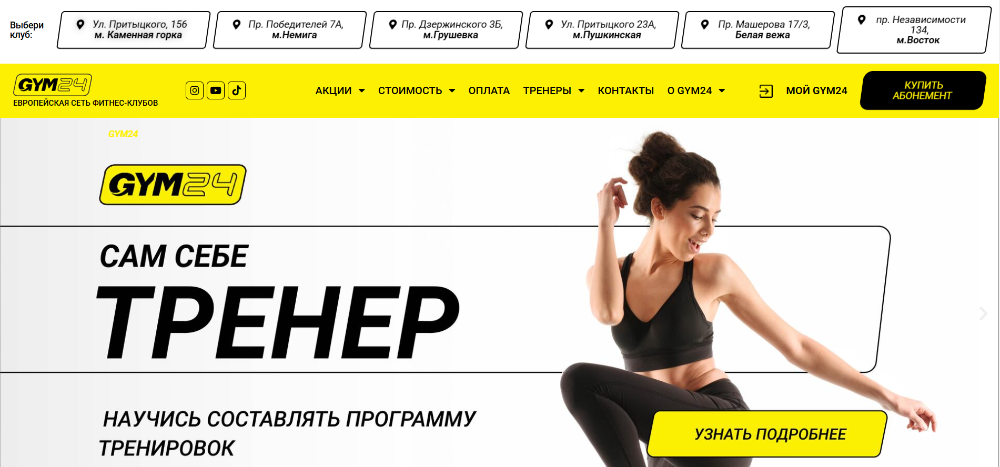 Выбери
клуб:
Ул. Притыцкого, 156
м. Каменная горка
Пр. Победителей 7А,
м.Немига
Пр. Дзержинского 3Б,
м.Грушевка
Ул. Притыцкого 23А,
м.Пушкинская
Пр. Машерова 17/3,
Белая вежа
пр. Независимости
134,
м.Восток
GYM24
ЕВРОПЕЙСКАЯ СЕТЬ ФИТНЕС-КЛУБОВ
АКЦИИ
СТОИМОСТЬ
ОПЛАТА
ТРЕНЕРЫ
КОНТАКТЫ
О GYM24
МОЙ GYM24
КУПИТЬ
АБОНЕМЕНТ
GYM24
GYM24
САМ СЕБЕ
ТРЕНЕР
НАУЧИСЬ СОСТАВЛЯТЬ ПРОГРАММУ
ТРЕНИРОВОК
УЗНАТЬ ПОДРОБНЕЕ